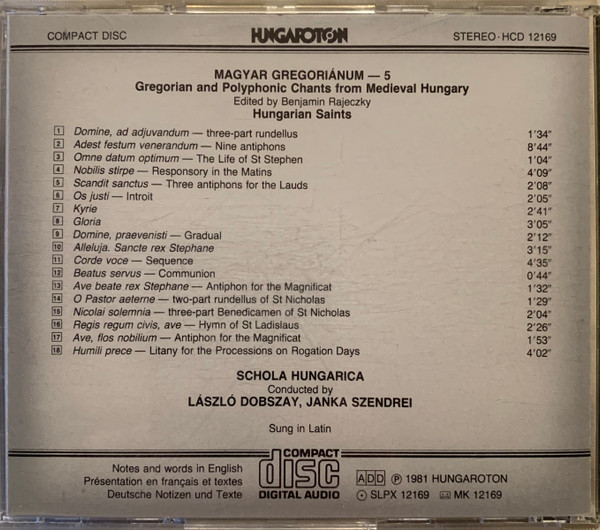 COMPACT DISC HUNGAROTON STEREO · HCD 12169
MAGYAR GREGORIÁNUM — 5
Gregorian and Polyphonic Chants from Medieval Hungary
Edited by Benjamin Rajeczky
Hungarian Saints
1 Domine, ad adjuvandum — three-part rundellus 1'34"
2 Adest festum venerandum — Nine antiphons 8'44"
3 Omne datum optimum — The Life of St Stephen 1'04"
4 Nobilis stirpe — Responsory in the Matins 4'09"
5 Scandit sanctus — Three antiphons for the Lauds 2'08"
6 Os justi — Introit 2'05"
7 Kyrie 2'41"
8 Gloria 3'05"
9 Domine, praevenisti — Gradual 2'12"
10 Alleluja. Sancte rex Stephane 3'15"
11 Corde voce — Sequence 4'35"
12 Beatus servus — Communion 0'44"
13 Ave beate rex Stephane — Antiphon for the Magnificat 1'32"
14 O Pastor aeterne — two-part rundellus of St Nicholas 1'29"
15 Nicolai solemnia — three-part Benedicamen of St Nicholas 2'04"
16 Regis regum civis, ave — Hymn of St Ladislaus 2'26"
17 Ave, flos nobilium — Antiphon for the Magnificat 1'53"
18 Humili prece — Litany for the Processions on Rogation Days 4'02"
SCHOLA HUNGARICA
Conducted by
LÁSZLÓ DOBSZAY, JANKA SZENDREI
Sung in Latin
Notes and words in English
Présentation en français et textes
Deutsche Notizen und Texte
COMPACT
disc
DIGITAL AUDIO
ADD ℗ 1981 HUNGAROTON
SLPX 12169 MK 12169